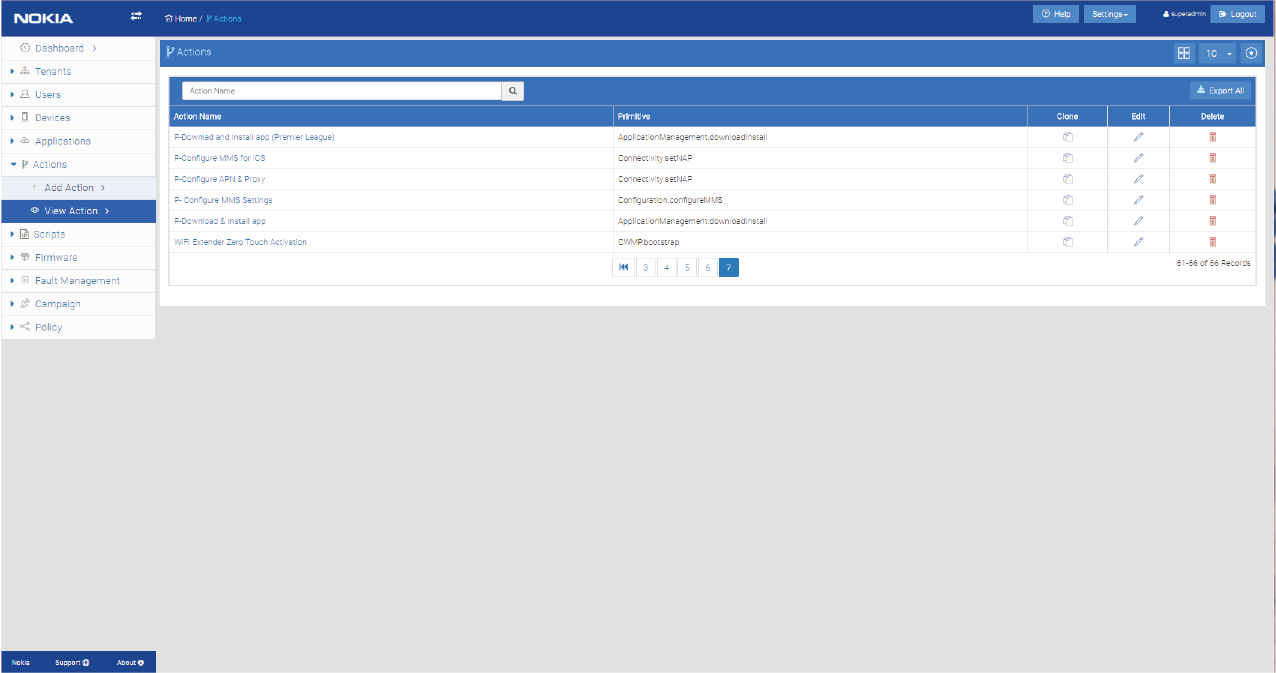 NOKIA
Home / Actions
Help
Settings
superadmin
Logout
Dashboard
Tenants
Users
Devices
Applications
Actions
Add Action
View Action
Scripts
Firmware
Fault Management
Campaign
Policy
Actions
10
Action Name
Export All
Action Name Primitive Clone Edit Delete
P-Downlad and Install app (Premier League) ApplicationManagement.downloadInstall
P-Configure MMS for iOS Connectivity.setNAP
P-Configure APN & Proxy Connectivity.setNAP
P- Configure MMS Settings Configuration.configureMMS
P-Download & Install app ApplicationManagement.downloadInstall
WiFi Extender Zero Touch Activation CWMP.bootstrap
3 4 5 6 7
61-66 of 66 Records
Nokia Support About